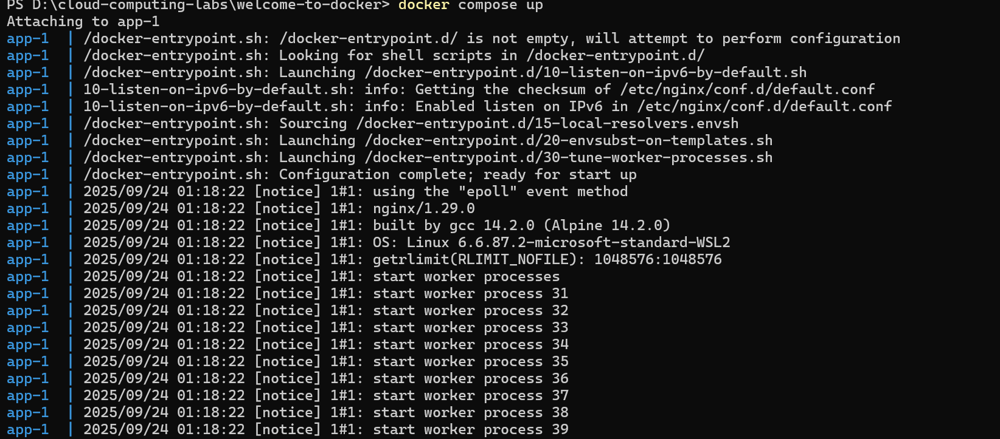 PS D:\cloud-computing-labs\welcome-to-docker> docker compose up
Attaching to app-1
app-1  | /docker-entrypoint.sh: /docker-entrypoint.d/ is not empty, will attempt to perform configuration
app-1  | /docker-entrypoint.sh: Looking for shell scripts in /docker-entrypoint.d/
app-1  | /docker-entrypoint.sh: Launching /docker-entrypoint.d/10-listen-on-ipv6-by-default.sh
app-1  | 10-listen-on-ipv6-by-default.sh: info: Getting the checksum of /etc/nginx/conf.d/default.conf
app-1  | 10-listen-on-ipv6-by-default.sh: info: Enabled listen on IPv6 in /etc/nginx/conf.d/default.conf
app-1  | /docker-entrypoint.sh: Sourcing /docker-entrypoint.d/15-local-resolvers.envsh
app-1  | /docker-entrypoint.sh: Launching /docker-entrypoint.d/20-envsubst-on-templates.sh
app-1  | /docker-entrypoint.sh: Launching /docker-entrypoint.d/30-tune-worker-processes.sh
app-1  | /docker-entrypoint.sh: Configuration complete; ready for start up
app-1  | 2025/09/24 01:18:22 [notice] 1#1: using the "epoll" event method
app-1  | 2025/09/24 01:18:22 [notice] 1#1: nginx/1.29.0
app-1  | 2025/09/24 01:18:22 [notice] 1#1: built by gcc 14.2.0 (Alpine 14.2.0)
app-1  | 2025/09/24 01:18:22 [notice] 1#1: OS: Linux 6.6.87.2-microsoft-standard-WSL2
app-1  | 2025/09/24 01:18:22 [notice] 1#1: getrlimit(RLIMIT_NOFILE): 1048576:1048576
app-1  | 2025/09/24 01:18:22 [notice] 1#1: start worker processes
app-1  | 2025/09/24 01:18:22 [notice] 1#1: start worker process 31
app-1  | 2025/09/24 01:18:22 [notice] 1#1: start worker process 32
app-1  | 2025/09/24 01:18:22 [notice] 1#1: start worker process 33
app-1  | 2025/09/24 01:18:22 [notice] 1#1: start worker process 34
app-1  | 2025/09/24 01:18:22 [notice] 1#1: start worker process 35
app-1  | 2025/09/24 01:18:22 [notice] 1#1: start worker process 36
app-1  | 2025/09/24 01:18:22 [notice] 1#1: start worker process 37
app-1  | 2025/09/24 01:18:22 [notice] 1#1: start worker process 38
app-1  | 2025/09/24 01:18:22 [notice] 1#1: start worker process 39